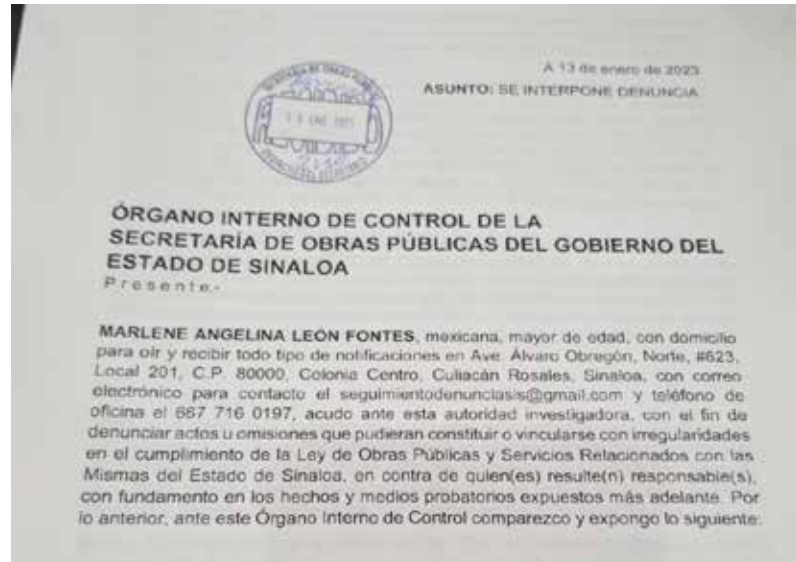 A 13 de enero de 2023
ASUNTO: SE INTERPONE DENUNCIA
SECRETARÍA DE OBRAS PÚBLICAS
ENE 2023
ÓRGANO INTERNO DE CONTROL DE LA
SECRETARÍA DE OBRAS PÚBLICAS DEL GOBIERNO DEL
ESTADO DE SINALOA
Presente.-
MARLENE ANGELINA LEÓN FONTES, mexicana, mayor de edad, con domicilio
para oír y recibir todo tipo de notificaciones en Ave. Álvaro Obregón, Norte, #623,
Local 201, C.P. 80000, Colonia Centro, Culiacán Rosales, Sinaloa, con correo
electrónico para contacto el seguimientodenunciasis@gmail.com y teléfono de
oficina el 667 716 0197, acudo ante esta autoridad investigadora, con el fin de
denunciar actos u omisiones que pudieran constituir o vincularse con irregularidades
en el cumplimiento de la Ley de Obras Públicas y Servicios Relacionados con las
Mismas del Estado de Sinaloa, en contra de quien(es) resulte(n) responsable(s),
con fundamento en los hechos y medios probatorios expuestos más adelante. Por
lo anterior, ante este Órgano Interno de Control comparezco y expongo lo siguiente: